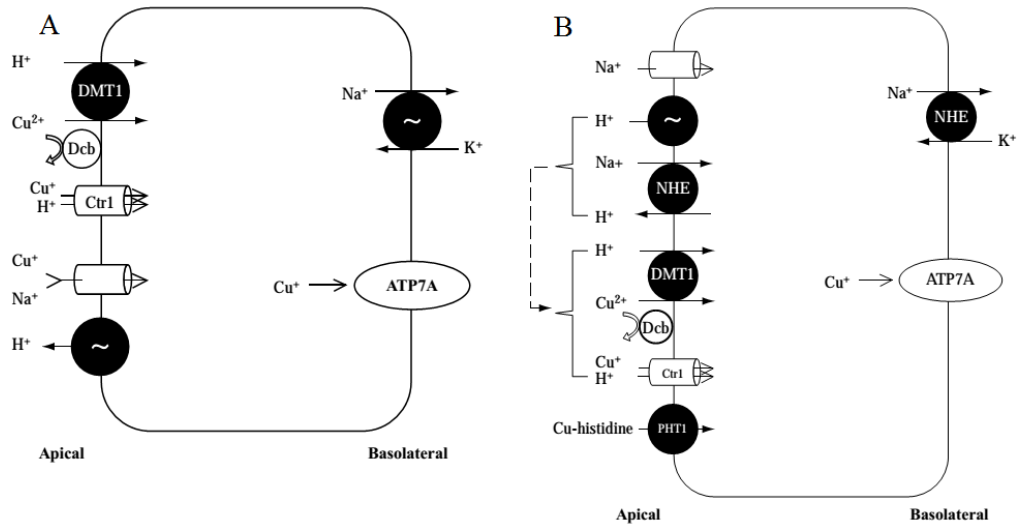 A
H⁺
DMT1
Cu²⁺
Dcb
Cu⁺
H⁺
Ctr1
Cu⁺
Na⁺
H⁺
~
Na⁺
~
K⁺
Cu⁺
ATP7A
Apical
Basolateral
B
Na⁺
H⁺
~
Na+
NHE
H⁺
H⁺
DMT1
Cu²⁺
Dcb
Cu⁺
H⁺
Ctr1
Cu-histidine
PHT1
Na⁺
NHE
K⁺
Cu⁺
ATP7A
Apical
Basolateral